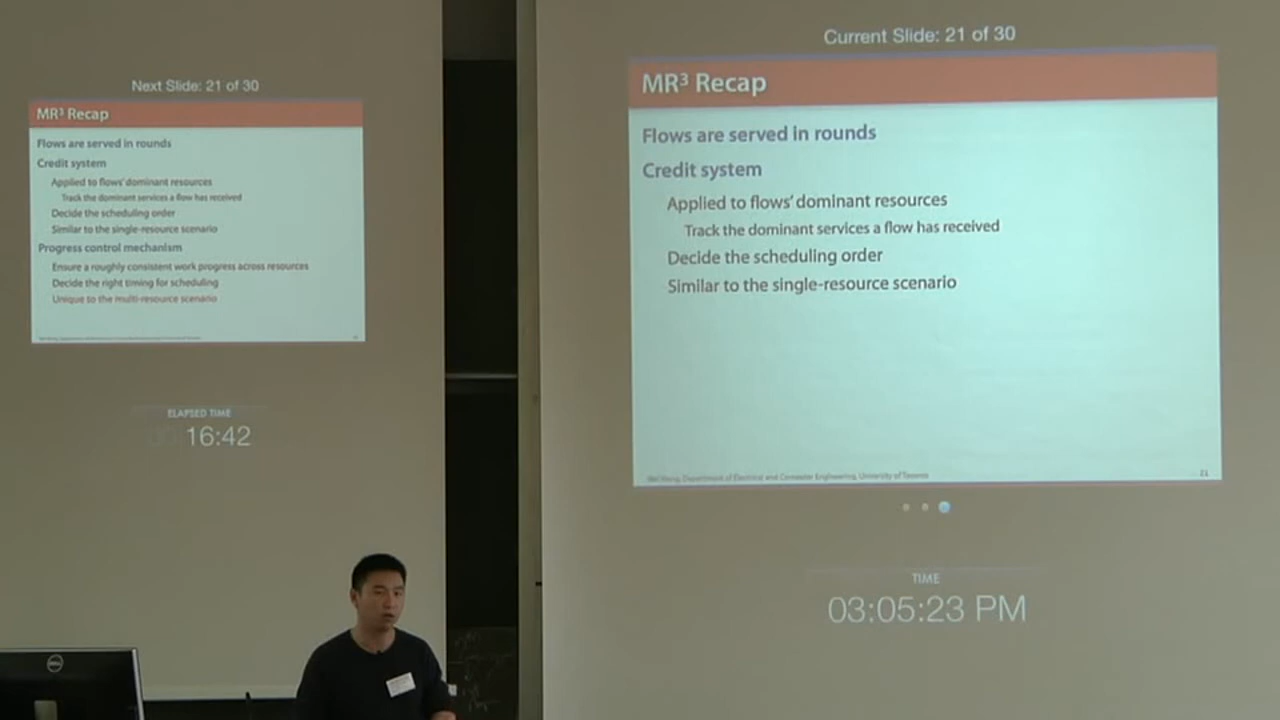 Next Slide: 21 of 30
MR³ Recap
Flows are served in rounds
Credit system
Applied to flows' dominant resources
Track the dominant services a flow has received
Decide the scheduling order
Similar to the single-resource scenario
Progress control mechanism
Ensure a roughly consistent work progress across resources
Decide the right timing for scheduling
Unique to the multi-resource scenario
ELAPSED TIME
16:42
DELL
Current Slide: 21 of 30
MR³ Recap
Flows are served in rounds
Credit system
Applied to flows' dominant resources
Track the dominant services a flow has received
Decide the scheduling order
Similar to the single-resource scenario
Department of Electrical and Computer Engineering, University of Toronto
21
TIME
03:05:23 PM